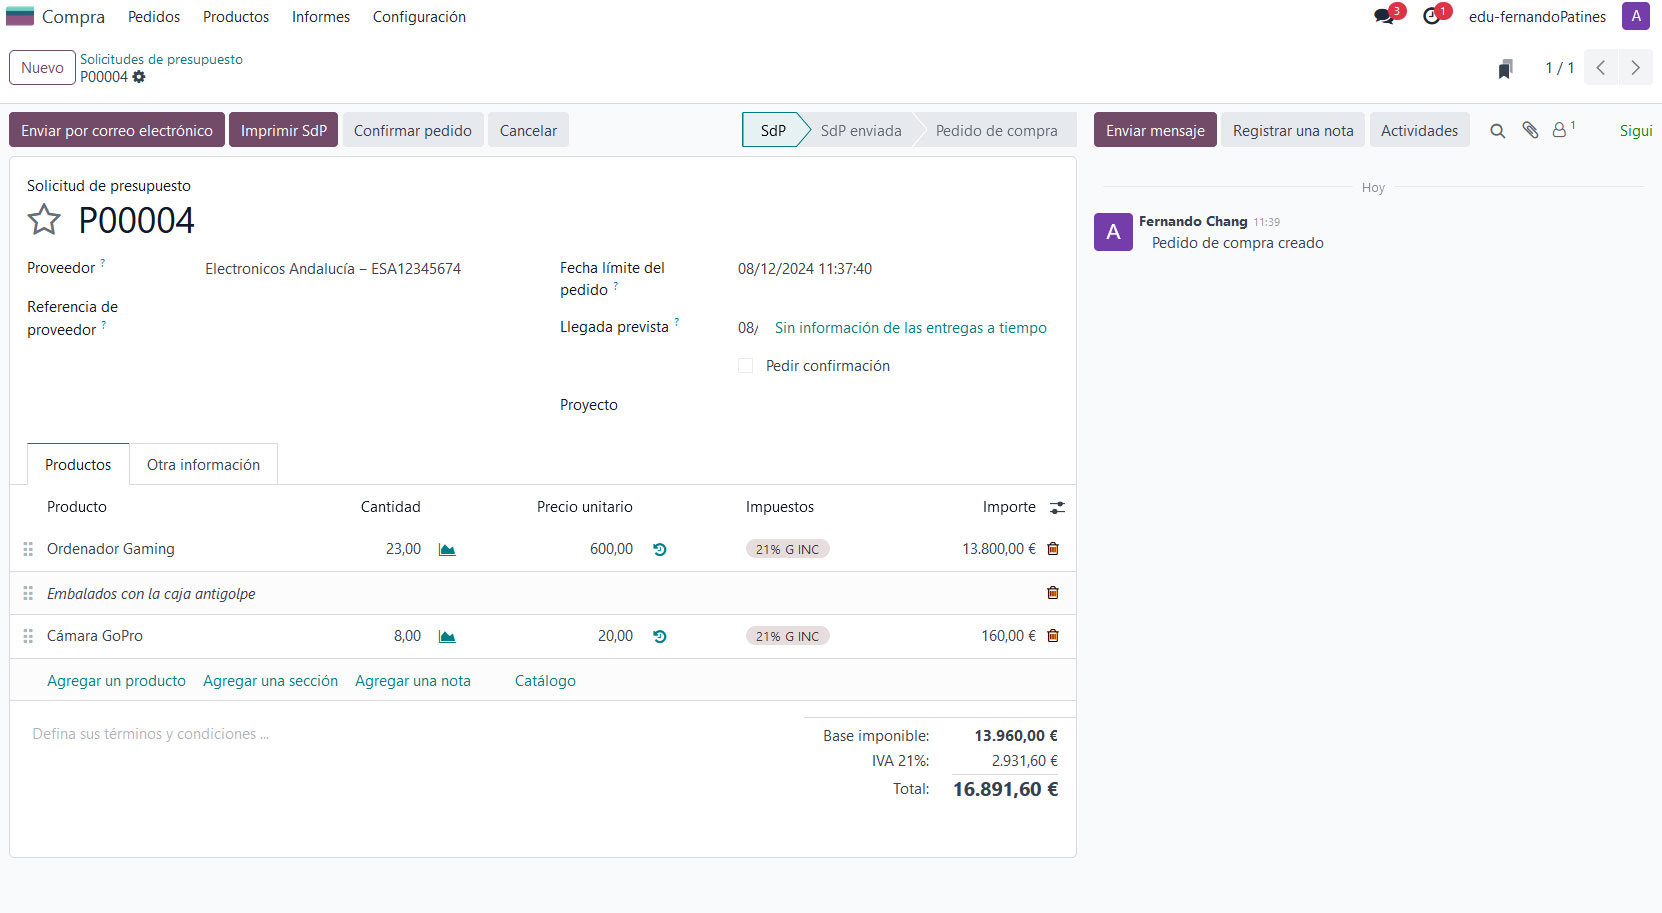 Compra Pedidos Productos Informes Configuración 3 1 edu-fernandoPatines A
Nuevo Solicitudes de presupuesto
P00004 1 / 1
Enviar por correo electrónico Imprimir SdP Confirmar pedido Cancelar SdP SdP enviada Pedido de compra Enviar mensaje Registrar una nota Actividades 1 Sigui
Solicitud de presupuesto
P00004
Proveedor ? Electronicos Andalucía – ESA12345674
Referencia de
proveedor ?
Fecha límite del
pedido ? 08/12/2024 11:37:40
Llegada prevista ? 08/ Sin información de las entregas a tiempo
Pedir confirmación
Proyecto
Hoy
A Fernando Chang 11:39
Pedido de compra creado
Productos Otra información
Producto Cantidad Precio unitario Impuestos Importe
Ordenador Gaming 23,00 600,00 21% G INC 13.800,00 €
Embalados con la caja antigolpe
Cámara GoPro 8,00 20,00 21% G INC 160,00 €
Agregar un producto Agregar una sección Agregar una nota Catálogo
Defina sus términos y condiciones ...
Base imponible: 13.960,00 €
IVA 21%: 2.931,60 €
Total: 16.891,60 €